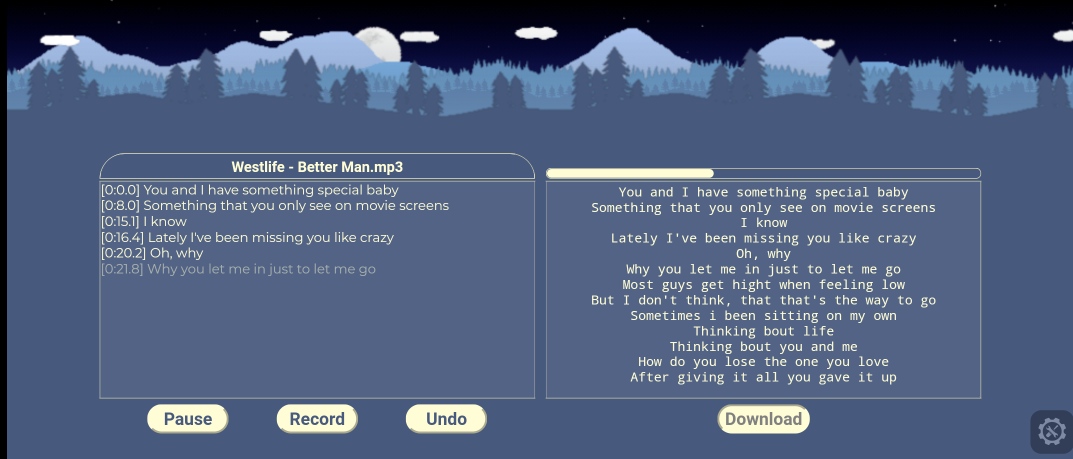 Westlife - Better Man.mp3
[0:0.0] You and I have something special baby
[0:8.0] Something that you only see on movie screens
[0:15.1] I know
[0:16.4] Lately I've been missing you like crazy
[0:20.2] Oh, why
[0:21.8] Why you let me in just to let me go
You and I have something special baby
Something that you only see on movie screens
I know
Lately I've been missing you like crazy
Oh, why
Why you let me in just to let me go
Most guys get hight when feeling low
But I don't think, that that's the way to go
Sometimes i been sitting on my own
Thinking bout life
Thinking bout you and me
How do you lose the one you love
After giving it all you gave it up
Pause
Record
Undo
Download